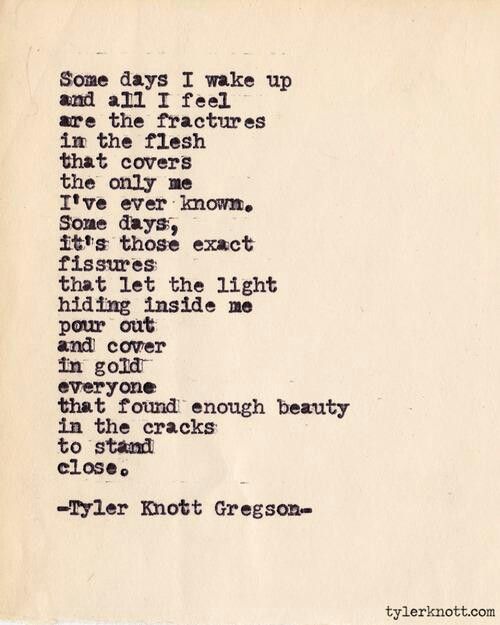 Some days I wake up
and all I feel
are the fractures
in the flesh
that covers
the only me
I've ever known.
Some days,
it's those exact
fissures
that let the light
hiding inside me
pour out
and cover
in gold
everyone
that found enough beauty
in the cracks
to stand
close.
-Tyler Knott Gregson-
tylerknott.com